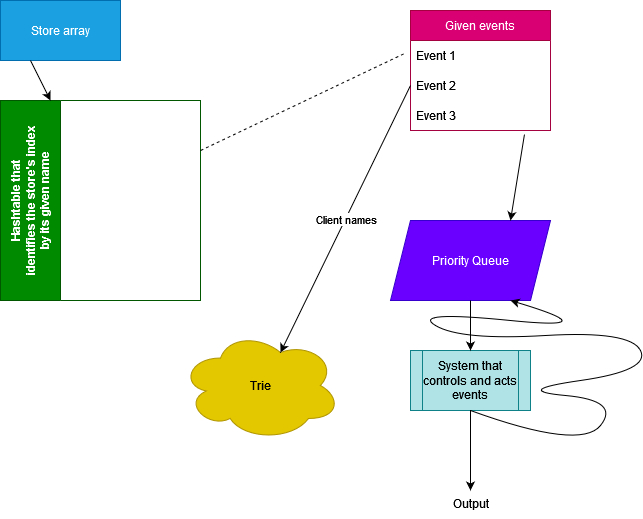 Store array
Given events
Event 1
Event 2
Event 3
Hashtable that
identifies the store's index
by its given name
Client names
Priority Queue
Trie
System that
controls and acts
events
Output